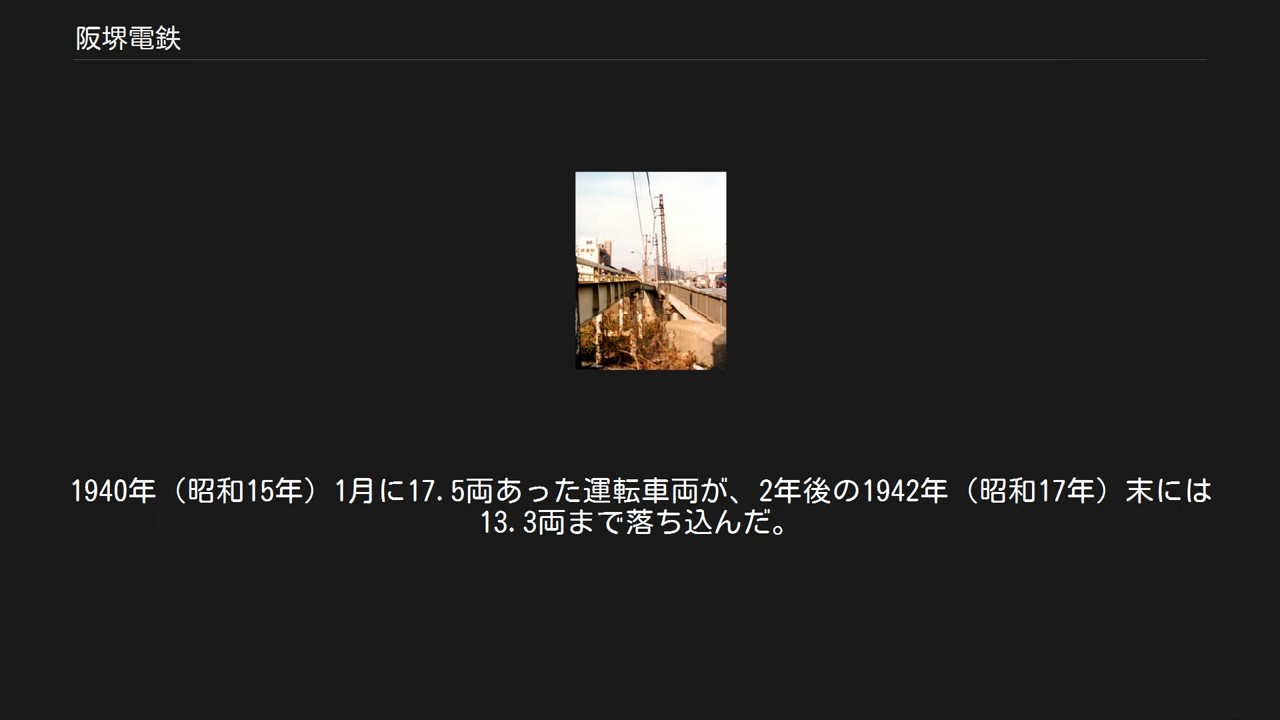 阪堺電鉄
1940年（昭和15年）1月に17.5両あった運転車両が、2年後の1942年（昭和17年）末には
13.3両まで落ち込んだ。